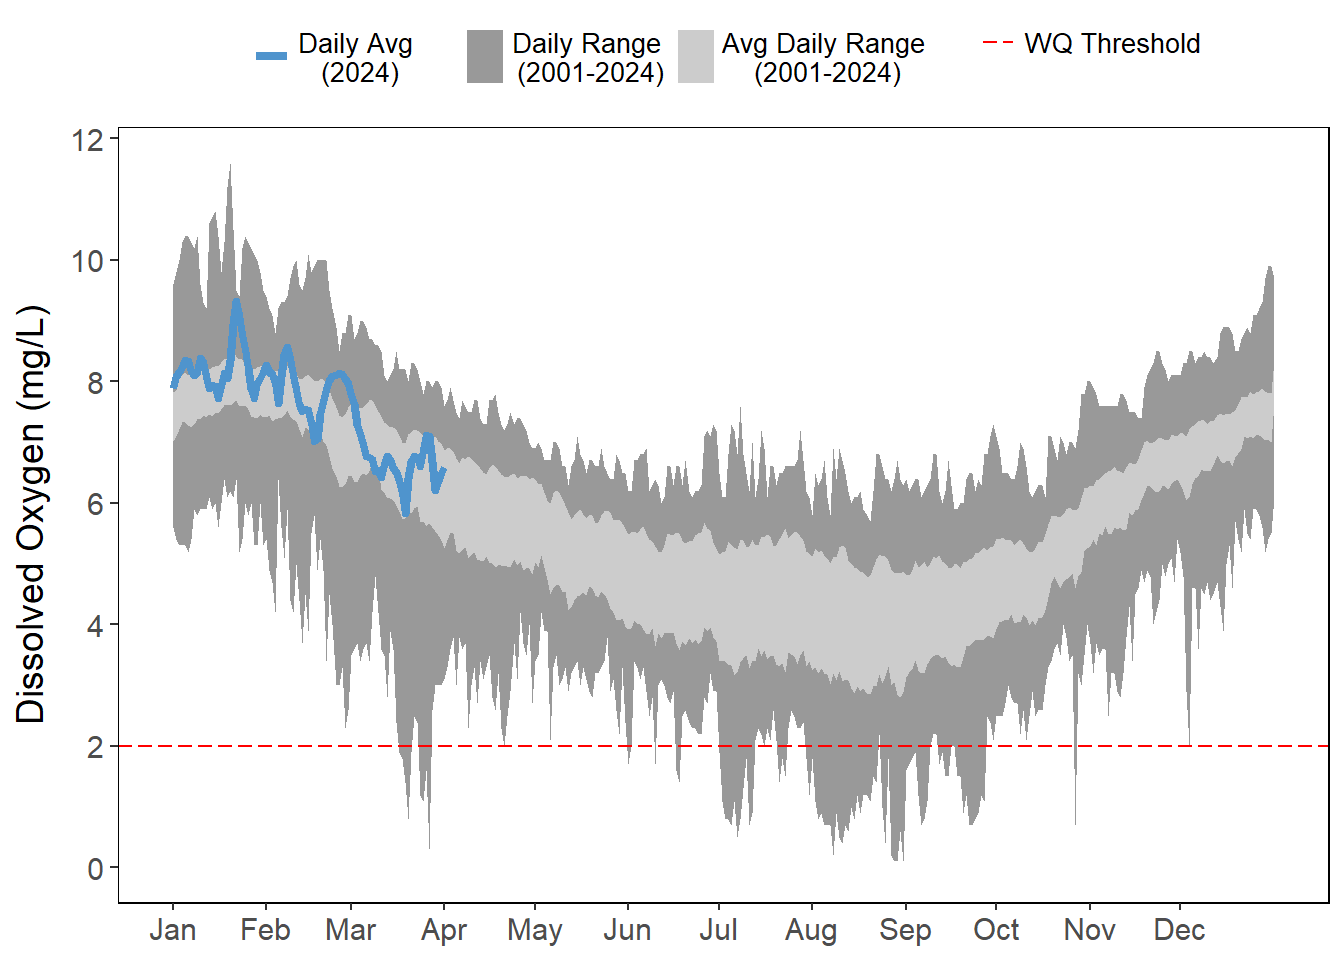 Daily Avg
(2024)
Daily Range
(2001-2024)
Avg Daily Range
(2001-2024)
WQ Threshold
Dissolved Oxygen (mg/L)
12
10
8
6
4
2
0
Jan Feb Mar Apr May Jun Jul Aug Sep Oct Nov Dec